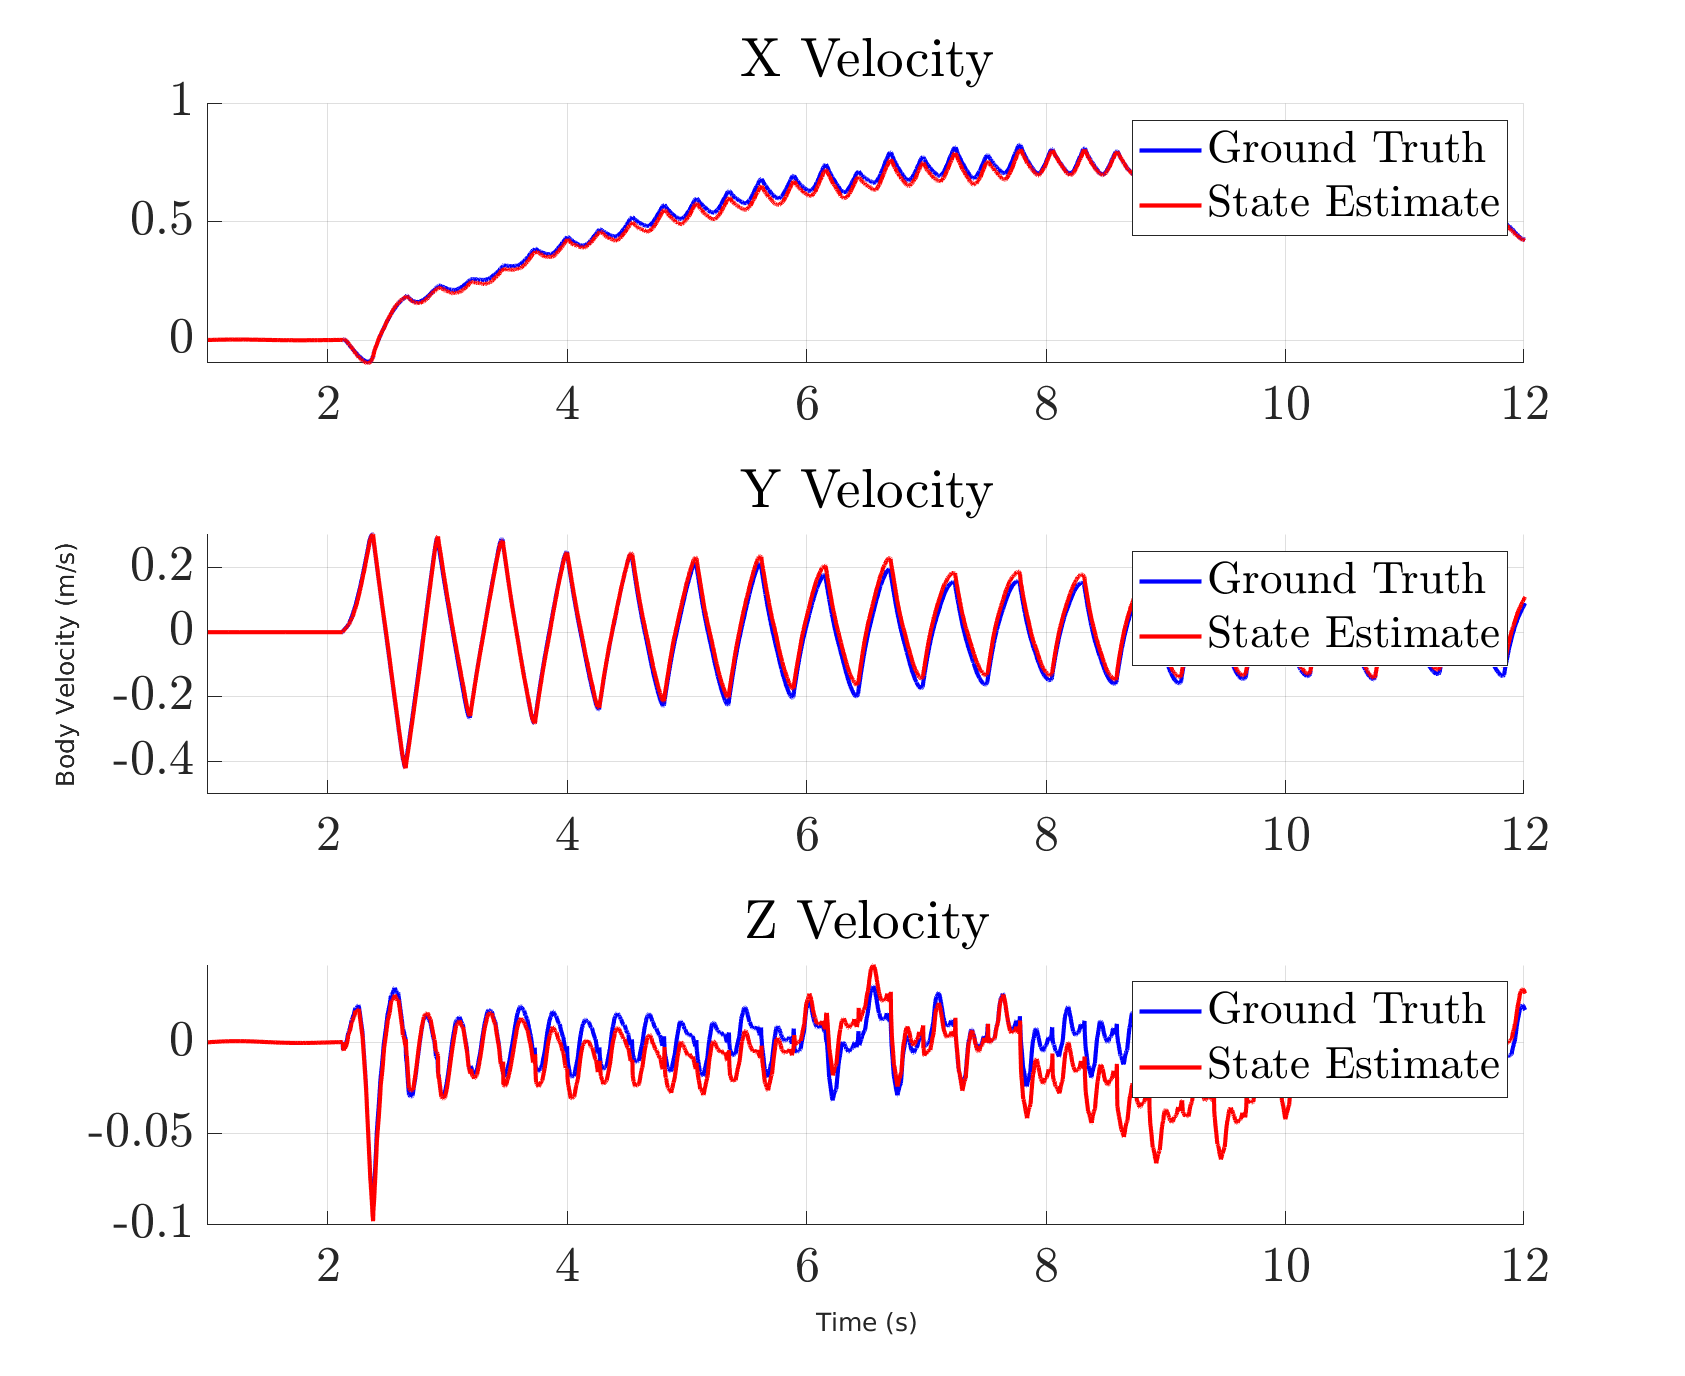 X Velocity
1
0.5
0
Ground Truth
State Estimate
2 4 6 8 10 12
Y Velocity
Body Velocity (m/s)
0.2
0
-0.2
-0.4
Ground Truth
State Estimate
2 4 6 8 10 12
Z Velocity
0
-0.05
-0.1
Ground Truth
State Estimate
2 4 6 8 10 12
Time (s)